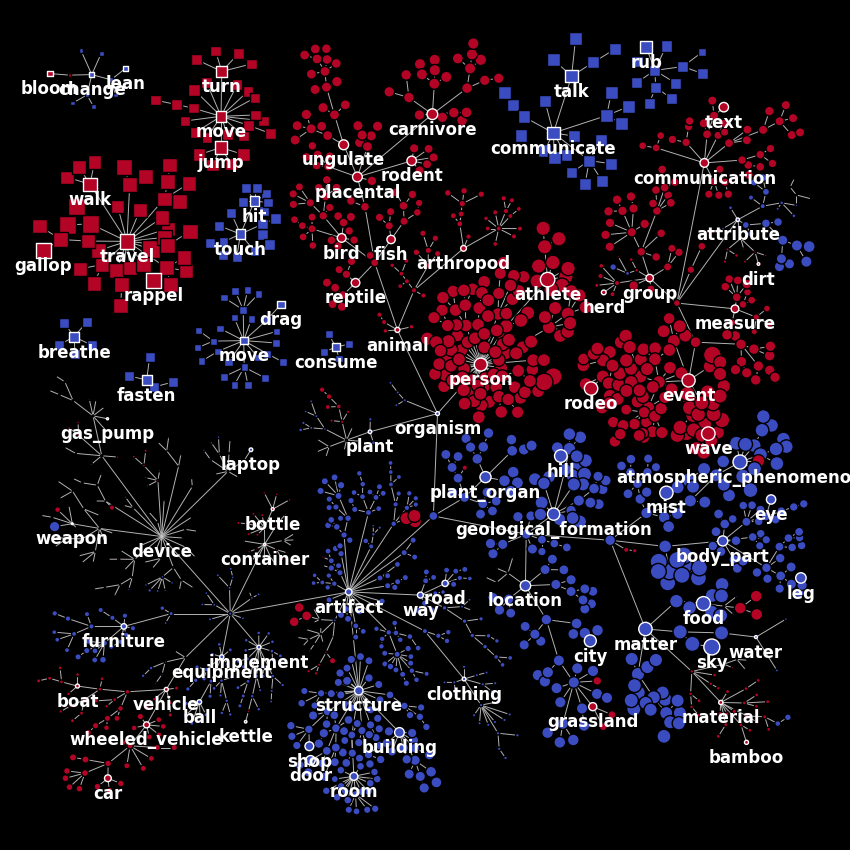 bloom
change
lean
turn
move
jump
ungulate
carnivore
rodent
placental
talk
rub
communicate
text
communication
walk
travel
gallop
rappel
hit
touch
bird
fish
arthropod
reptile
attribute
dirt
herd
group
measure
athlete
breathe
drag
move
consume
animal
fasten
person
rodeo
event
gas_pump
plant
organism
wave
laptop
plant_organ
hill
atmospheric_phenomeno
mist
eye
weapon
device
bottle
container
geological_formation
body_part
artifact
way
road
location
leg
food
furniture
implement
equipment
city
matter
sky
water
boat
vehicle
ball
structure
clothing
grassland
material
wheeled_vehicle
kettle
building
bamboo
shop
door
room
car